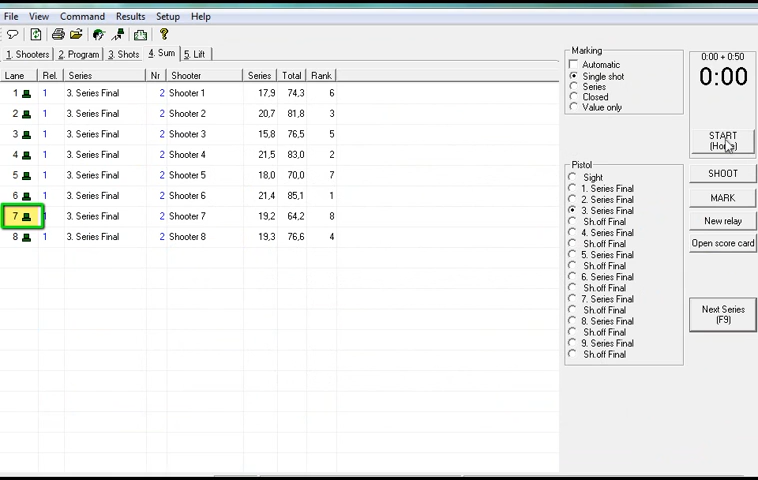 File View Command Results Setup Help
1. Shooters 2. Program 3. Shots 4. Sum 5. Lift
Lane Rel. Series Nr Shooter Series Total Rank
1 1 3. Series Final 2 Shooter 1 17,9 74,3 6
2 1 3. Series Final 2 Shooter 2 20,7 81,8 3
3 1 3. Series Final 2 Shooter 3 15,8 76,5 5
4 1 3. Series Final 2 Shooter 4 21,5 83,0 2
5 1 3. Series Final 2 Shooter 5 18,0 70,0 7
6 1 3. Series Final 2 Shooter 6 21,4 85,1 1
7 1 3. Series Final 2 Shooter 7 19,2 64,2 8
8 1 3. Series Final 2 Shooter 8 19,3 76,6 4
Marking
Automatic
Single shot
Series
Closed
Value only
Pistol
Sight
1. Series Final
2. Series Final
3. Series Final
Sh.off Final
4. Series Final
Sh.off Final
5. Series Final
Sh.off Final
6. Series Final
Sh.off Final
7. Series Final
Sh.off Final
8. Series Final
Sh.off Final
9. Series Final
Sh.off Final
0:00 + 0:50
0:00
START
(Home)
SHOOT
MARK
New relay
Open score card
Next Series
(F9)